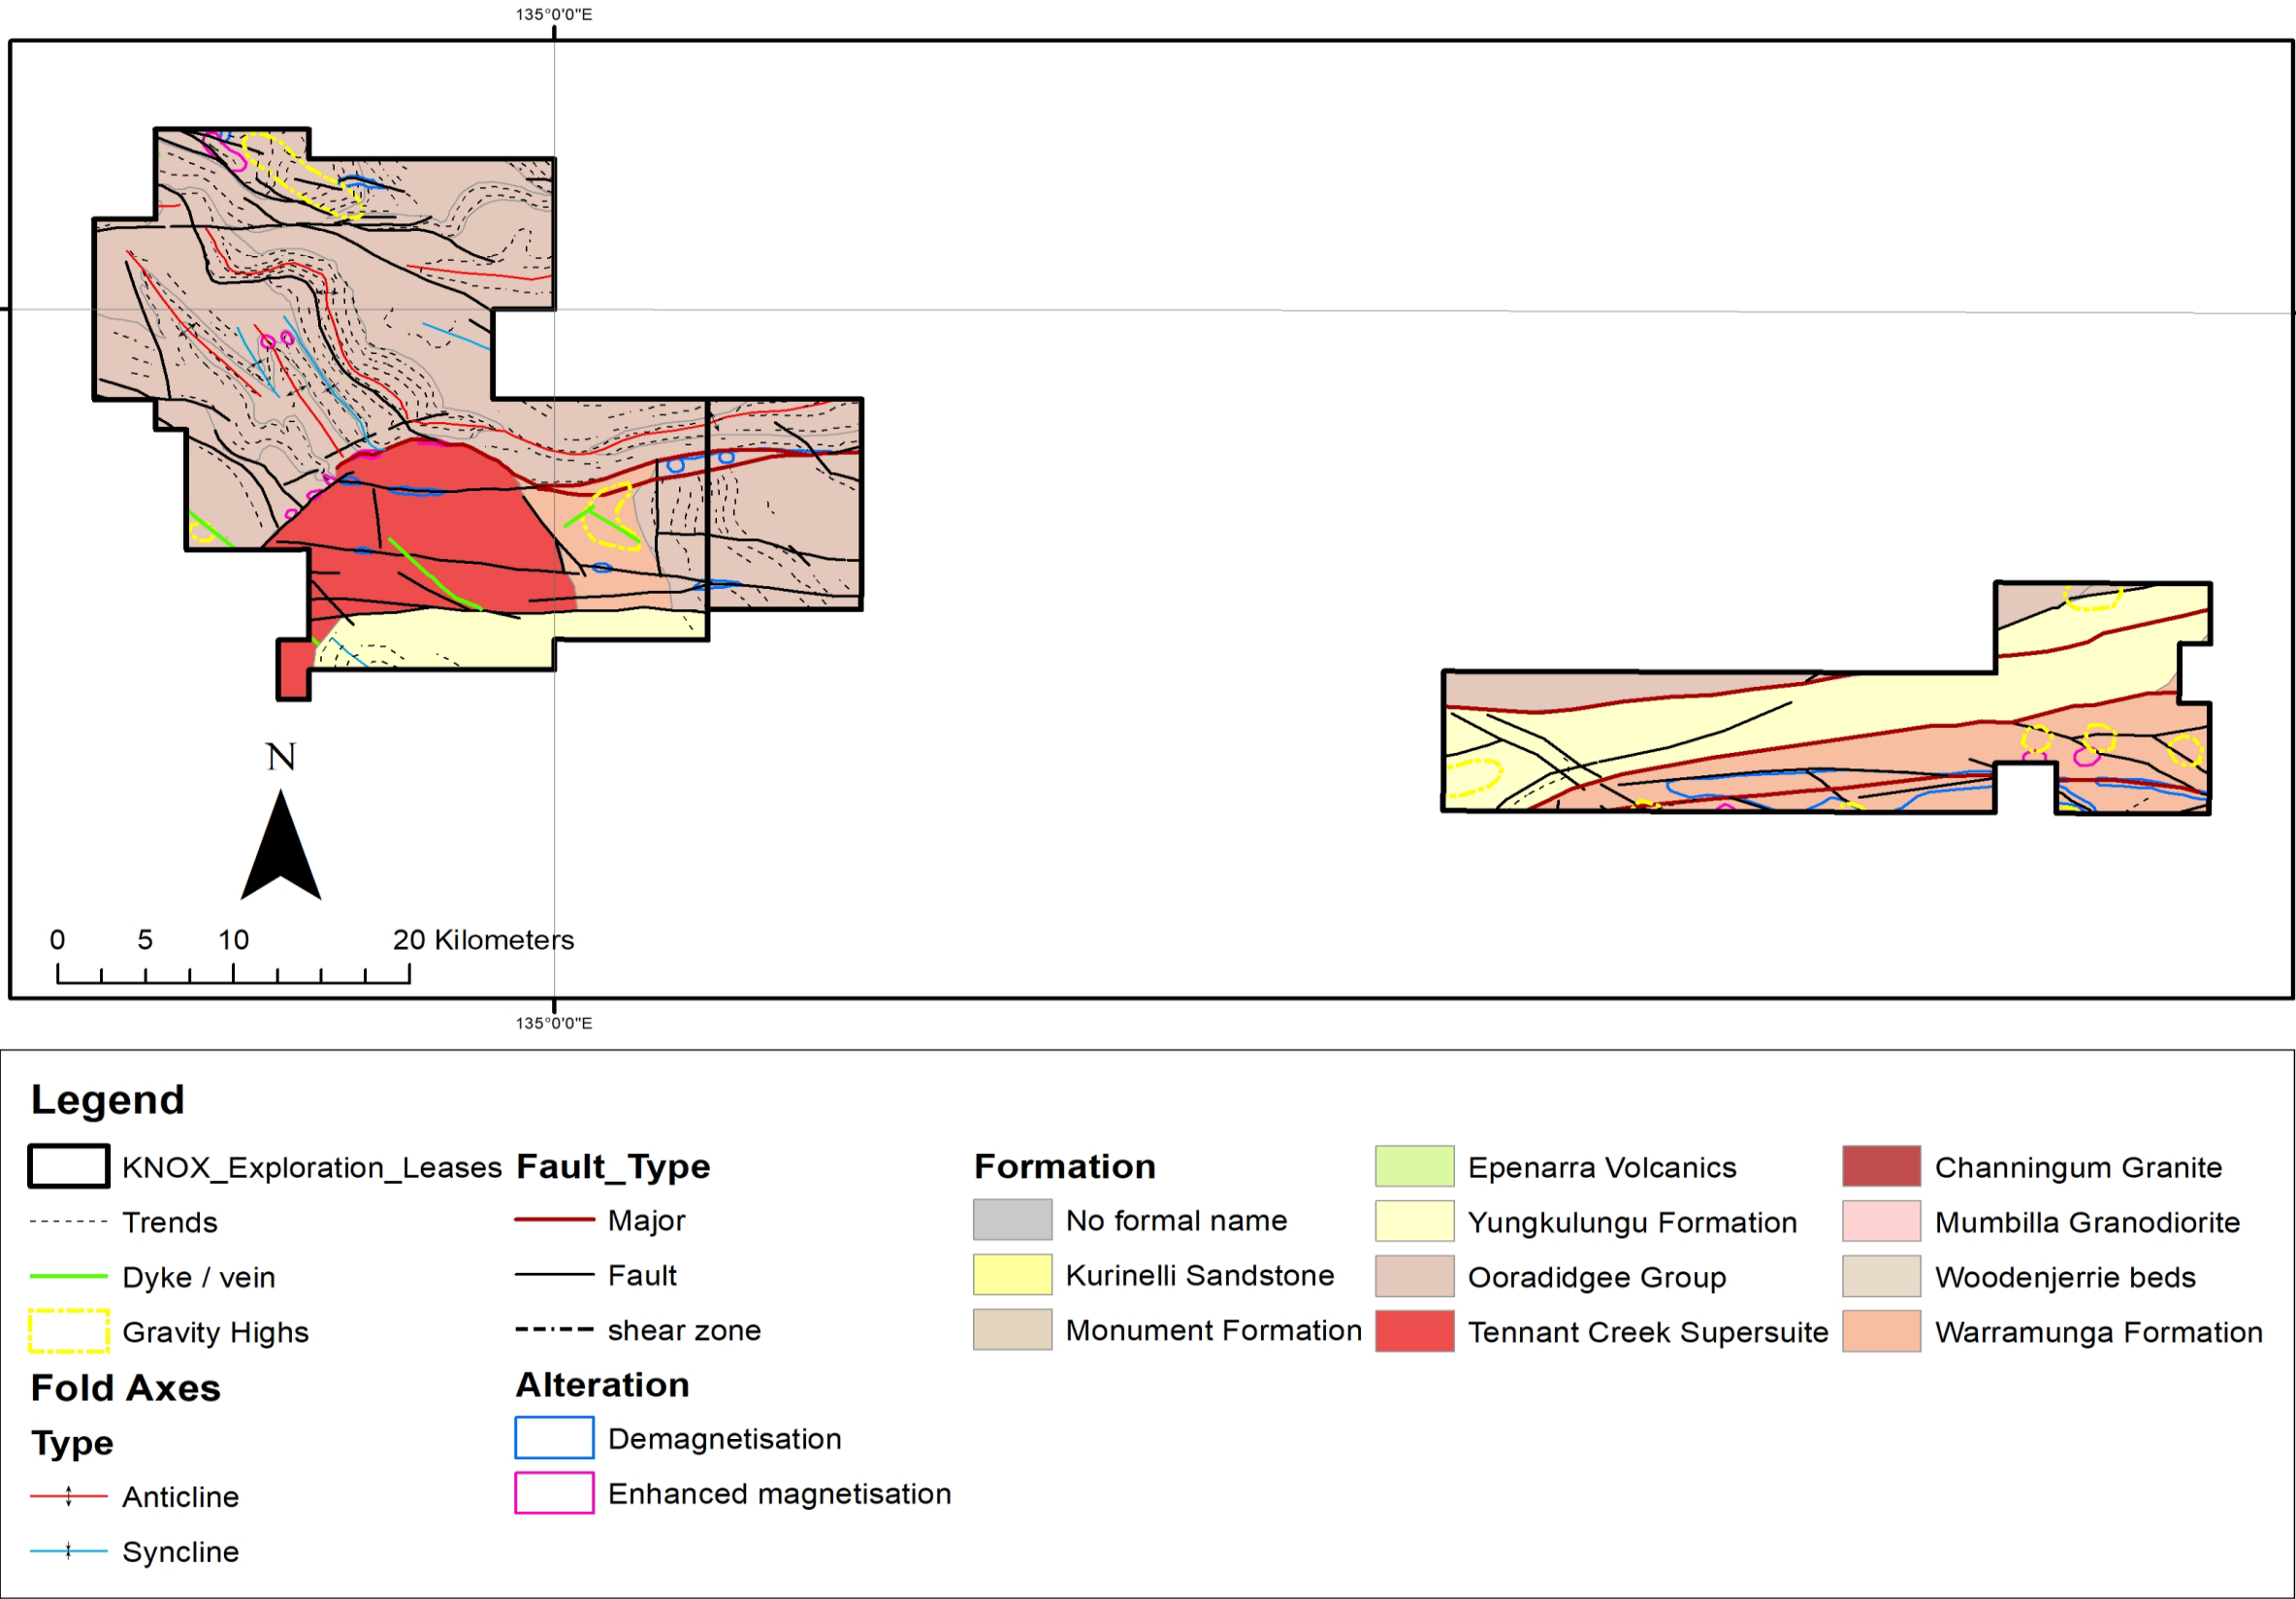 135°0'0"E
N
0 5 10 20 Kilometers
135°0'0"E
Legend
KNOX_Exploration_Leases
Trends
Dyke / vein
Gravity Highs
Fold Axes
Type
Anticline
Syncline
Fault_Type
Major
Fault
shear zone
Alteration
Demagnetisation
Enhanced magnetisation
Formation
No formal name
Kurinelli Sandstone
Monument Formation
Epenarra Volcanics
Yungkulungu Formation
Ooradidgee Group
Tennant Creek Supersuite
Channingum Granite
Mumbilla Granodiorite
Woodenjerrie beds
Warramunga Formation